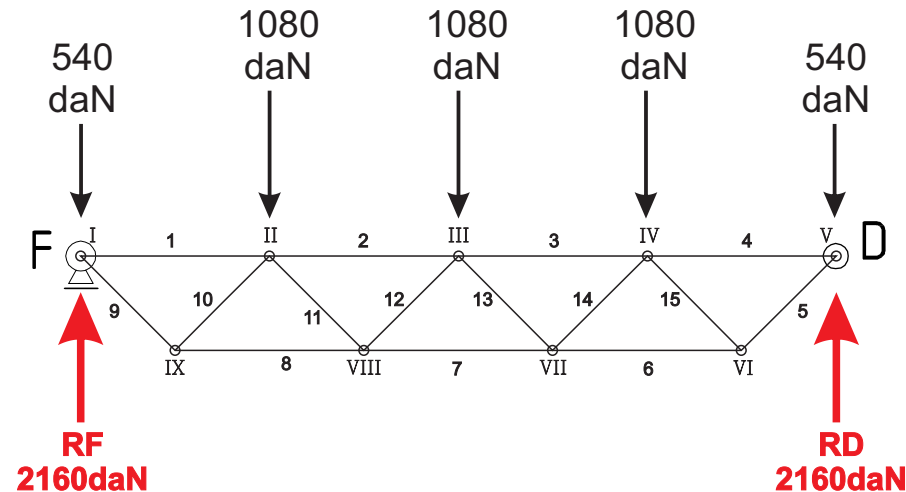 1080
daN
1080
daN
1080
daN
540
daN
540
daN
F
I
1
II
2
III
3
IV
4
V
D
9
10
11
12
13
14
15
5
IX
8
VIII
7
VII
6
VI
RF
2160daN
RD
2160daN